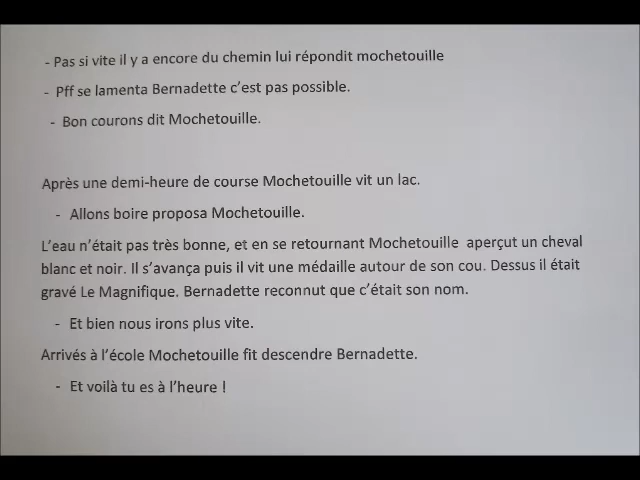 - Pas si vite il y a encore du chemin lui répondit mochetouille
- Pff se lamenta Bernadette c'est pas possible.
- Bon courons dit Mochetouille.
Après une demi-heure de course Mochetouille vit un lac.
- Allons boire proposa Mochetouille.
L'eau n'était pas très bonne, et en se retournant Mochetouille aperçut un cheval
blanc et noir. Il s'avança puis il vit une médaille autour de son cou. Dessus il était
gravé Le Magnifique. Bernadette reconnut que c'était son nom.
- Et bien nous irons plus vite.
Arrivés à l'école Mochetouille fit descendre Bernadette.
- Et voilà tu es à l'heure !